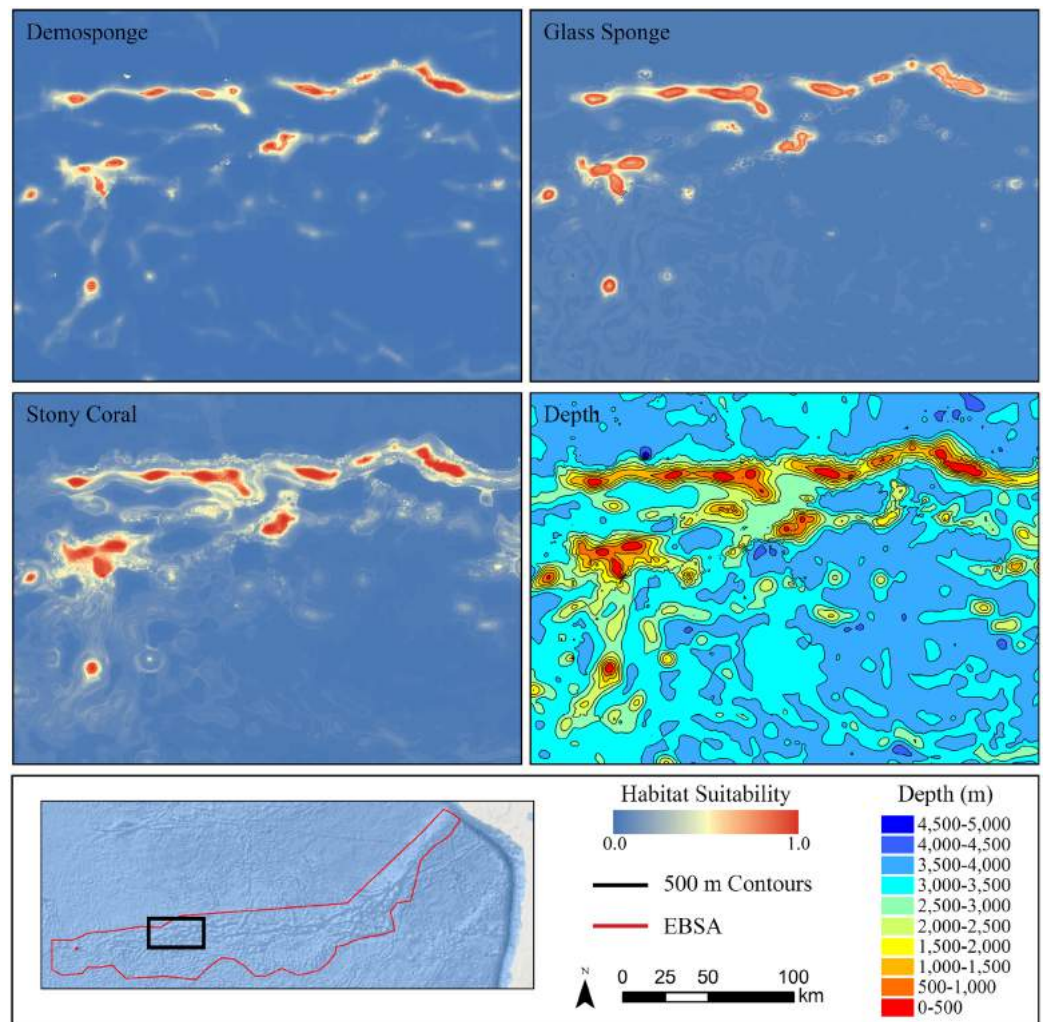 Demosponge
Glass Sponge
Stony Coral
Depth
Habitat Suitability
0.0
1.0
500 m Contours
EBSA
N
0 25 50 100
km
Depth (m)
4,500-5,000
4,000-4,500
3,500-4,000
3,000-3,500
2,500-3,000
2,000-2,500
1,500-2,000
1,000-1,500
500-1,000
0-500